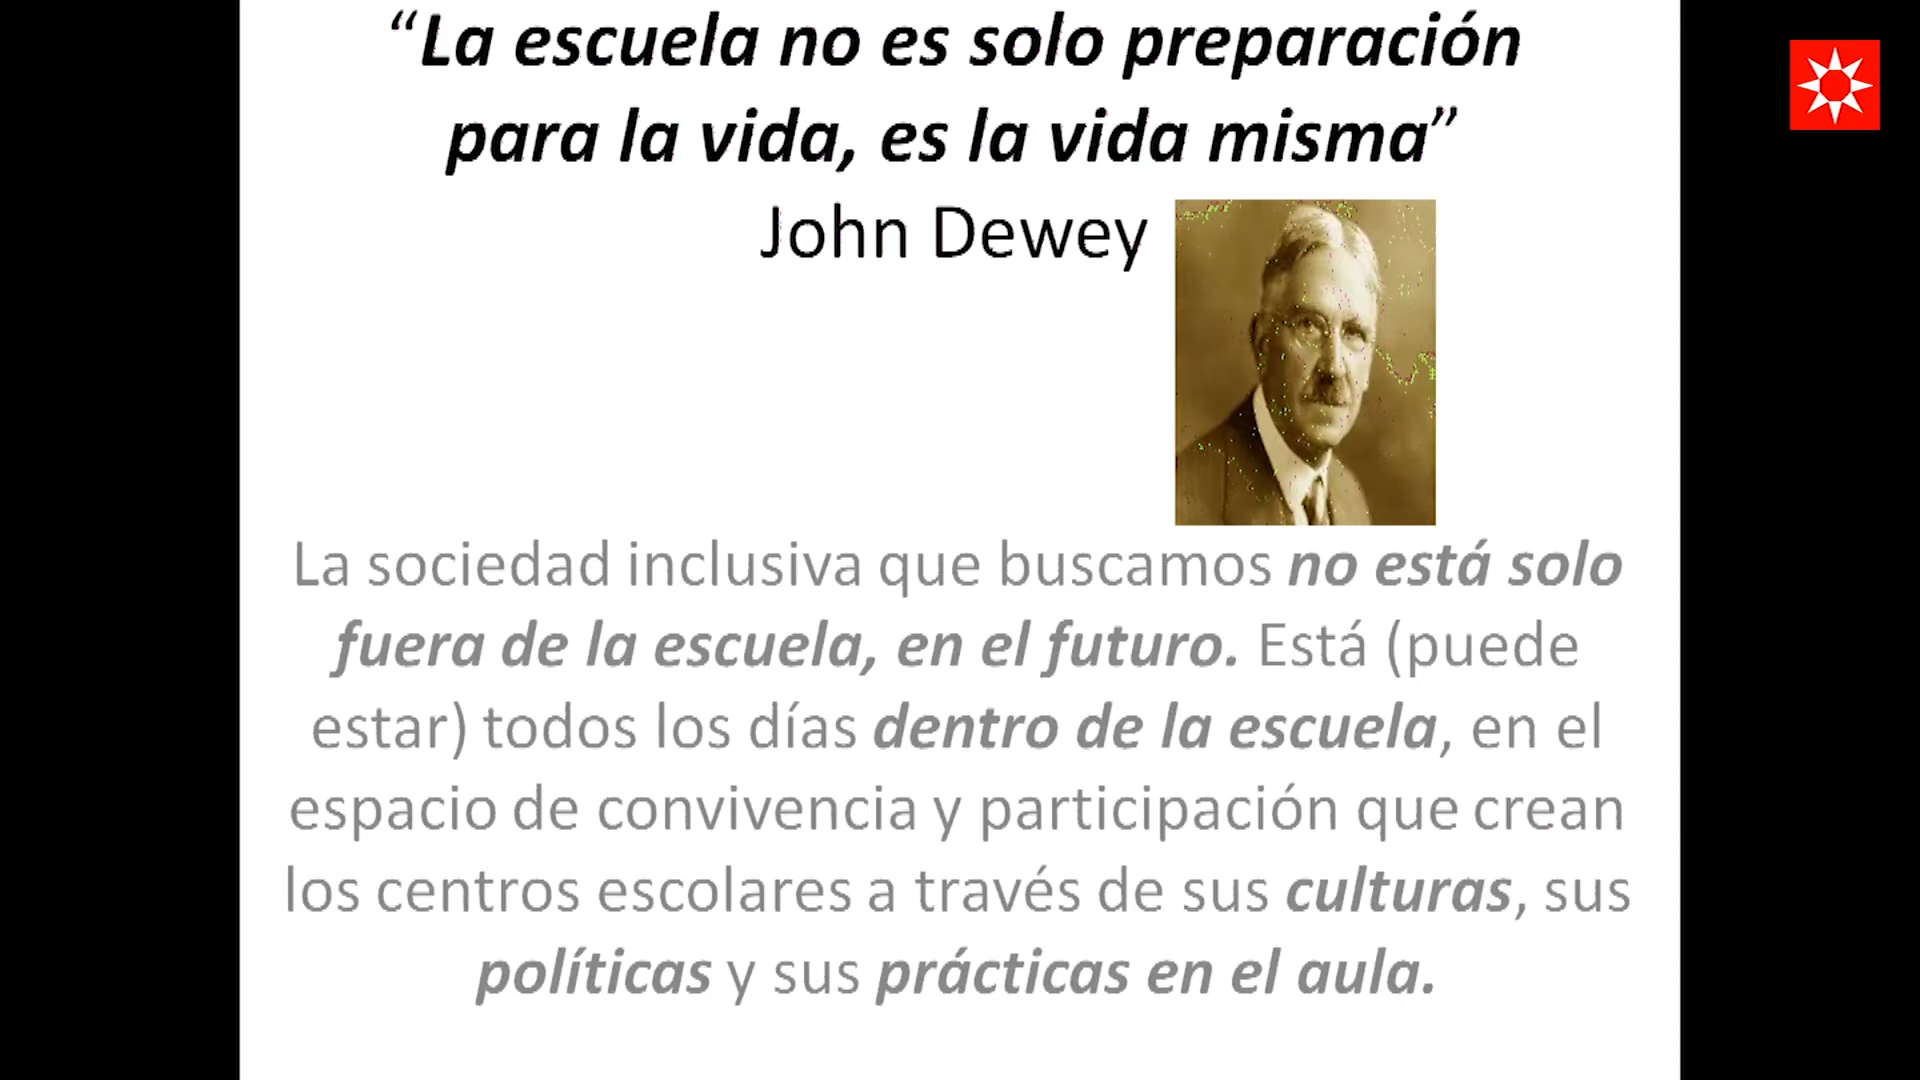 “La escuela no es solo preparación
para la vida, es la vida misma”
John Dewey
La sociedad inclusiva que buscamos no está solo
fuera de la escuela, en el futuro. Está (puede
estar) todos los días dentro de la escuela, en el
espacio de convivencia y participación que crean
los centros escolares a través de sus culturas, sus
políticas y sus prácticas en el aula.